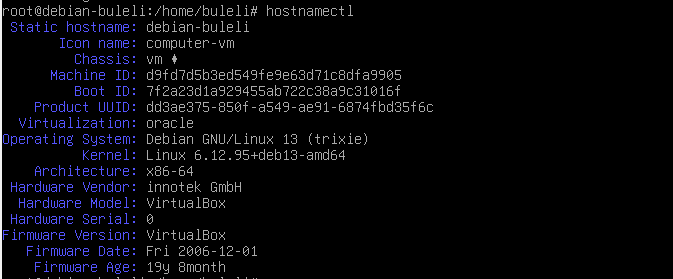 root@debian-buleli:/home/buleli# hostnamectl
Static hostname: debian-buleli
Icon name: computer-vm
Chassis: vm
Machine ID: d9fd7d5b3ed549fe9e63d71c8dfa9905
Boot ID: 7f2a23d1a929455ab722c38a9c31016f
Product UUID: dd3ae375-850f-a549-ae91-6874fbd35f6c
Virtualization: oracle
Operating System: Debian GNU/Linux 13 (trixie)
Kernel: Linux 6.12.95+deb13-amd64
Architecture: x86-64
Hardware Vendor: innotek GmbH
Hardware Model: VirtualBox
Hardware Serial: 0
Firmware Version: VirtualBox
Firmware Date: Fri 2006-12-01
Firmware Age: 19y 8month